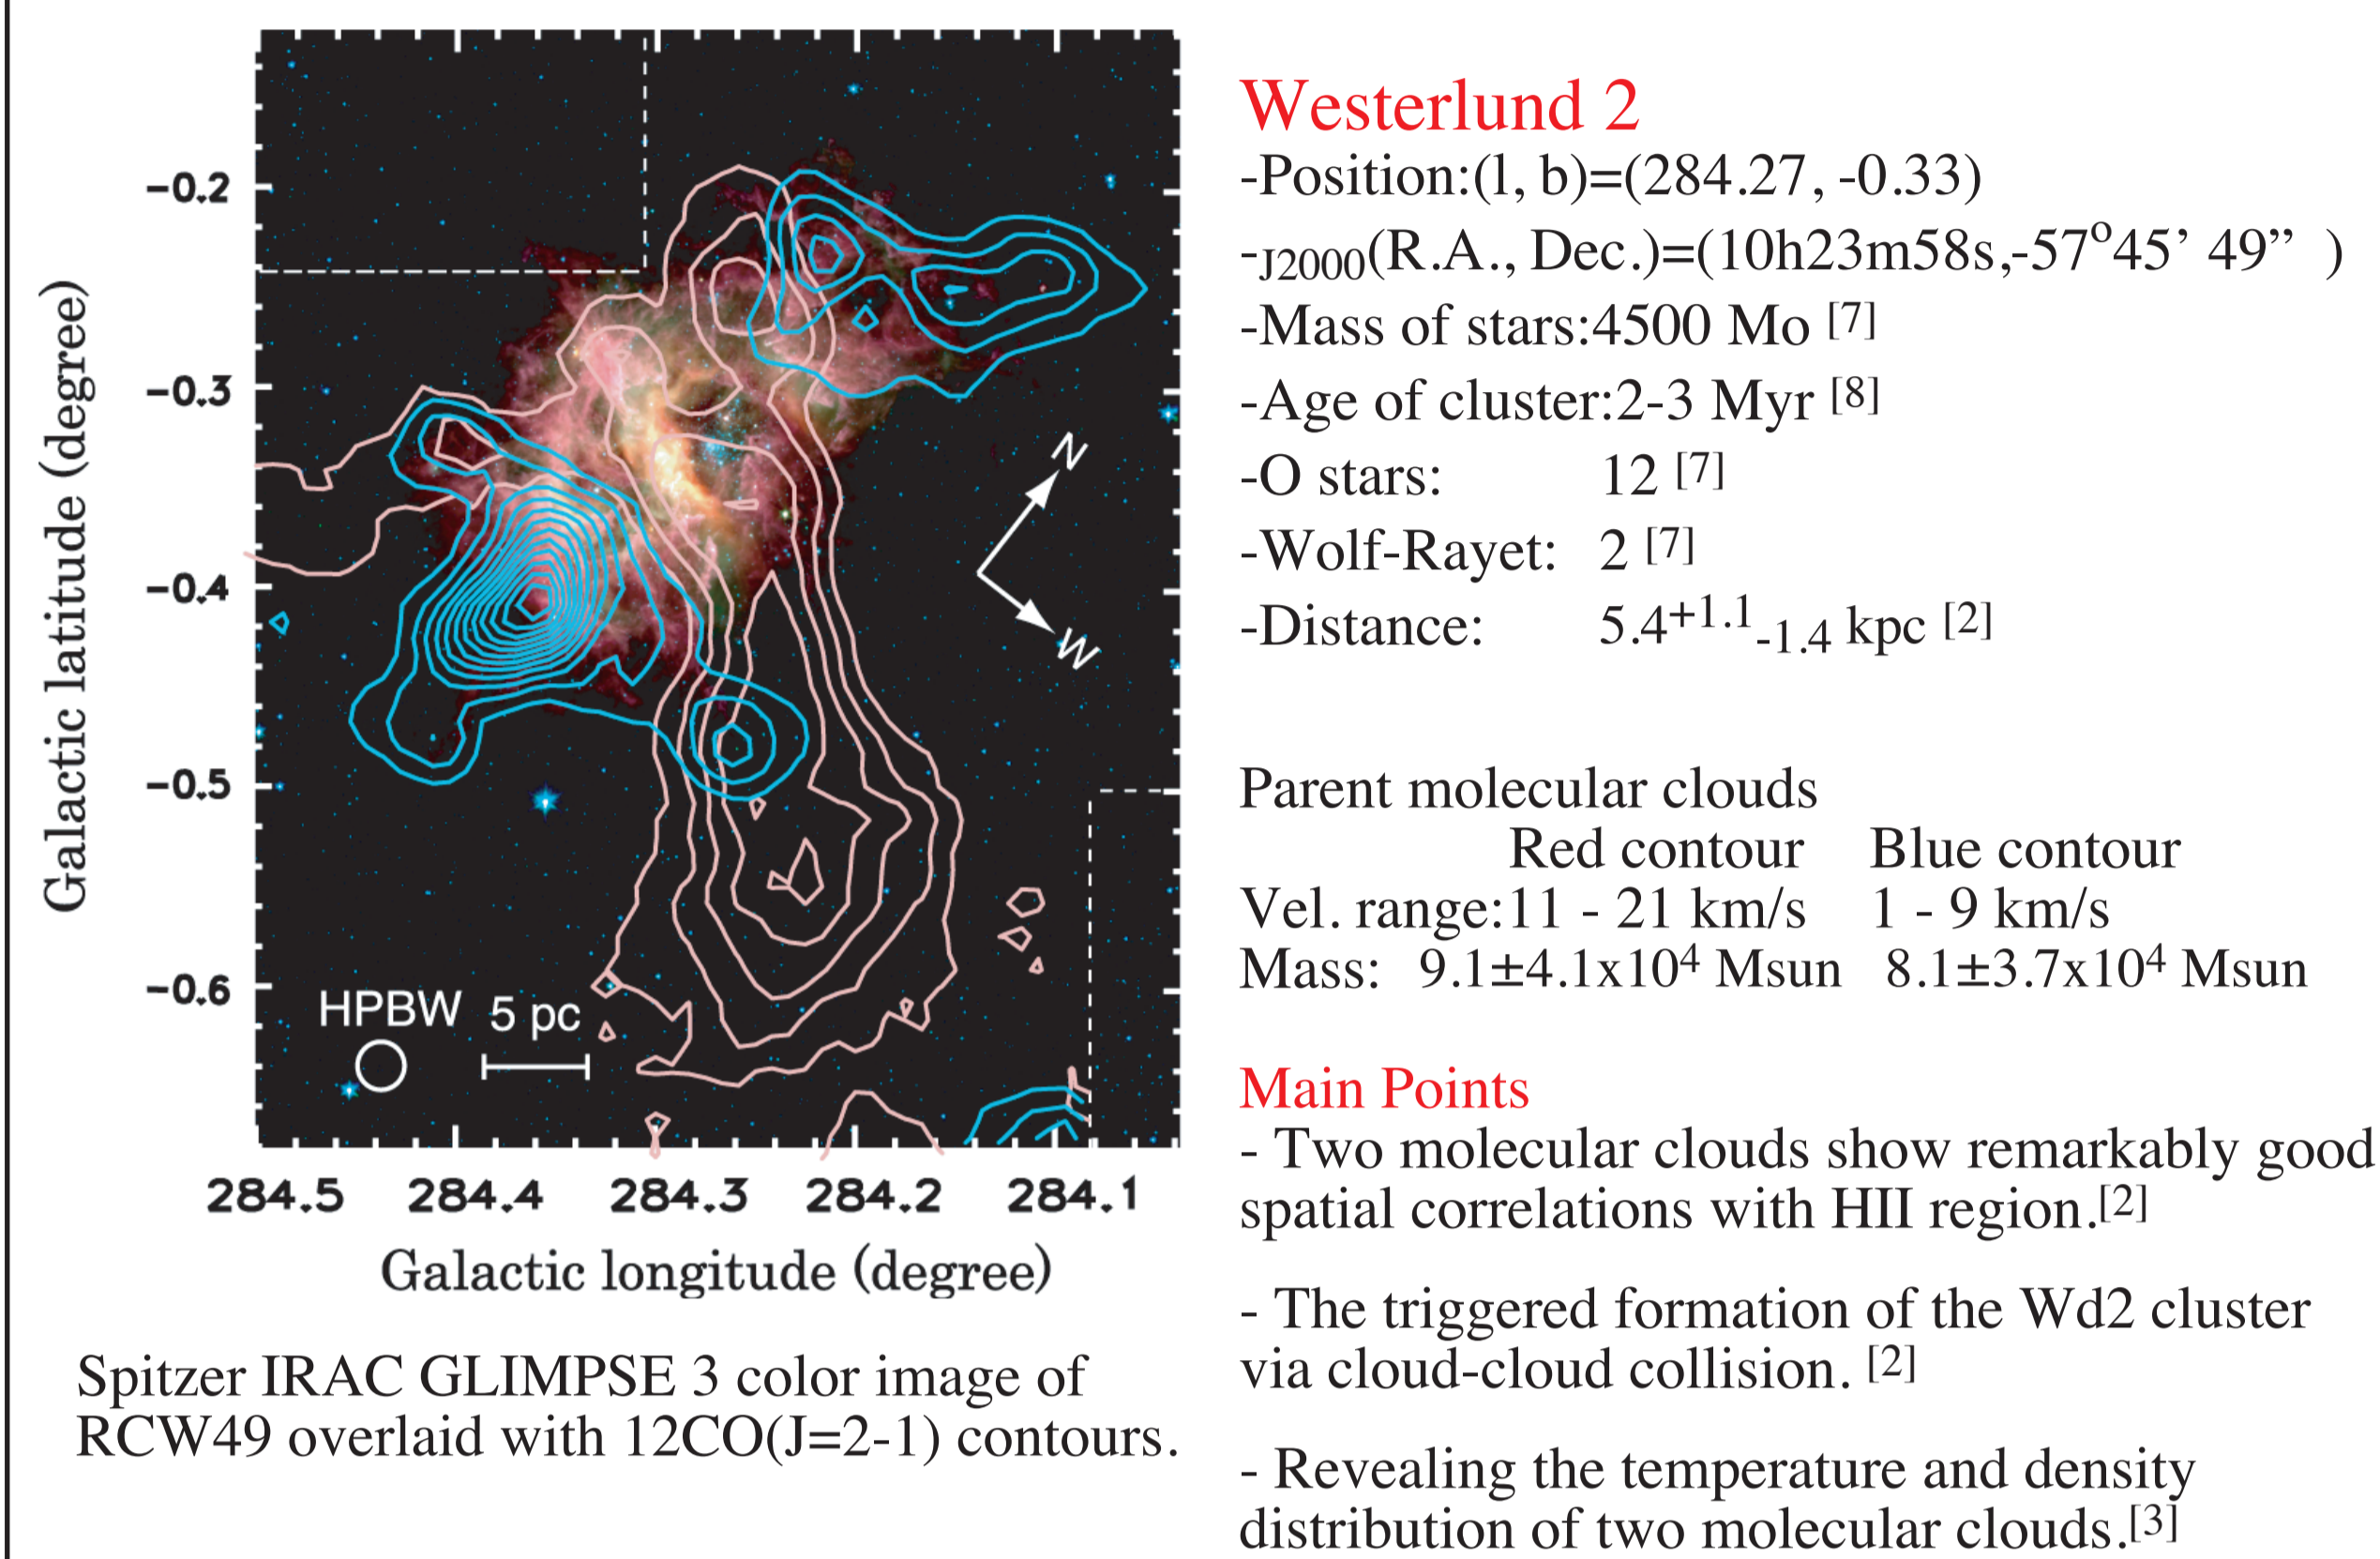 −0.2
−0.3
−0.4
−0.5
−0.6
Galactic latitude (degree)
N
W
HPBW
5 pc
284.5 284.4 284.3 284.2 284.1
Galactic longitude (degree)
Spitzer IRAC GLIMPSE 3 color image of
RCW49 overlaid with 12CO(J=2-1) contours.
Westerlund 2
-Position:(l, b)=(284.27, -0.33)
-J2000(R.A., Dec.)=(10h23m58s,-57º45’ 49” )
-Mass of stars:4500 Mo [7]
-Age of cluster:2-3 Myr [8]
-O stars: 12 [7]
-Wolf-Rayet: 2 [7]
-Distance: 5.4+1.1-1.4 kpc [2]
Parent molecular clouds
Red contour Blue contour
Vel. range:11 - 21 km/s 1 - 9 km/s
Mass: 9.1±4.1x10⁴ Msun 8.1±3.7x10⁴ Msun
Main Points
- Two molecular clouds show remarkably good
spatial correlations with HII region.[2]
- The triggered formation of the Wd2 cluster
via cloud-cloud collision. [2]
- Revealing the temperature and density
distribution of two molecular clouds.[3]